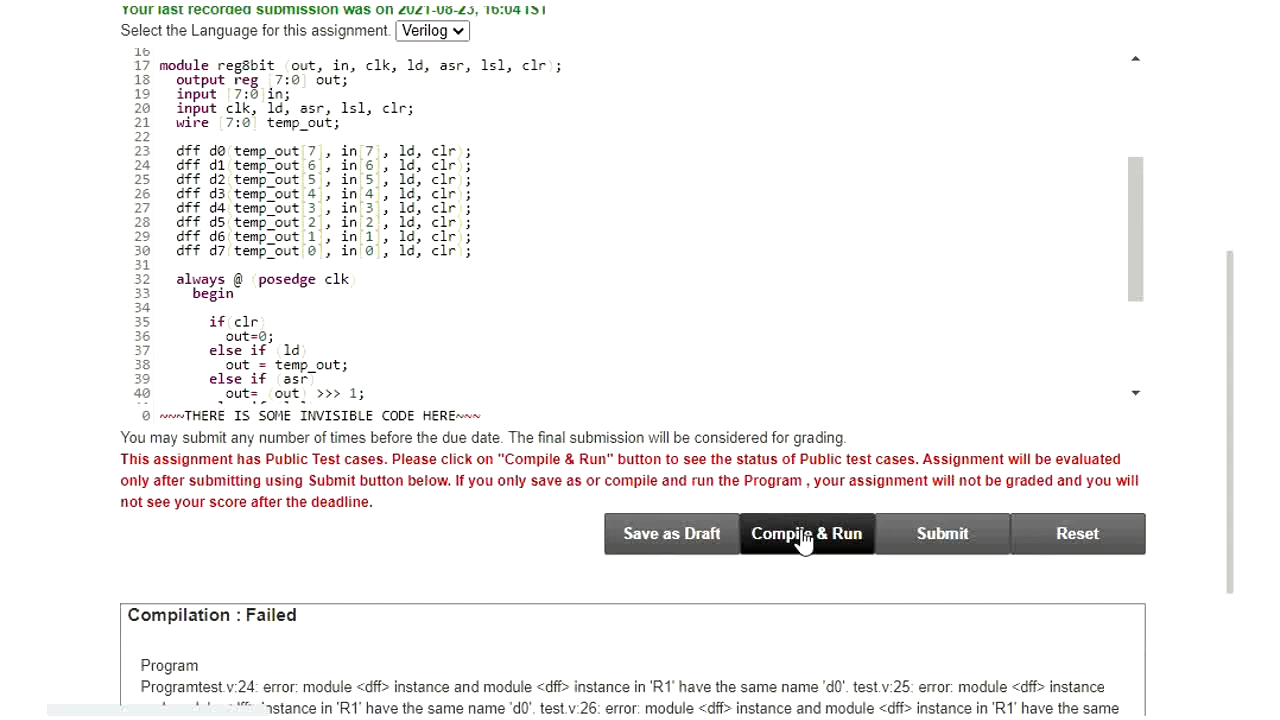 Your last recorded submission was on 2021-08-23, 16:04 IST
Select the Language for this assignment. Verilog
16
17 module reg8bit (out, in, clk, ld, asr, lsl, clr);
18 output reg [7:0] out;
19 input [7:0]in;
20 input clk, ld, asr, lsl, clr;
21 wire [7:0] temp_out;
22
23 dff d0(temp_out[7], in[7], ld, clr);
24 dff d1(temp_out[6], in[6], ld, clr);
25 dff d2(temp_out[5], in[5], ld, clr);
26 dff d3(temp_out[4], in[4], ld, clr);
27 dff d4(temp_out[3], in[3], ld, clr);
28 dff d5(temp_out[2], in[2], ld, clr);
29 dff d6(temp_out[1], in[1], ld, clr);
30 dff d7(temp_out[0], in[0], ld, clr);
31
32 always @ (posedge clk)
33 begin
34
35 if(clr)
36 out=0;
37 else if (ld)
38 out = temp_out;
39 else if (asr)
40 out= (out) >>> 1;
0 ~~~THERE IS SOME INVISIBLE CODE HERE~~~
You may submit any number of times before the due date. The final submission will be considered for grading.
This assignment has Public Test cases. Please click on "Compile & Run" button to see the status of Public test cases. Assignment will be evaluated
only after submitting using Submit button below. If you only save as or compile and run the Program , your assignment will not be graded and you will
not see your score after the deadline.
Save as Draft Compile & Run Submit Reset
Compilation : Failed
Program
Programtest.v:24: error: module <dff> instance and module <dff> instance in 'R1' have the same name 'd0'. test.v:25: error: module <dff> instance
instance in 'R1' have the same name 'd0'. test.v:26: error: module <dff> instance and module <dff> instance in 'R1' have the same